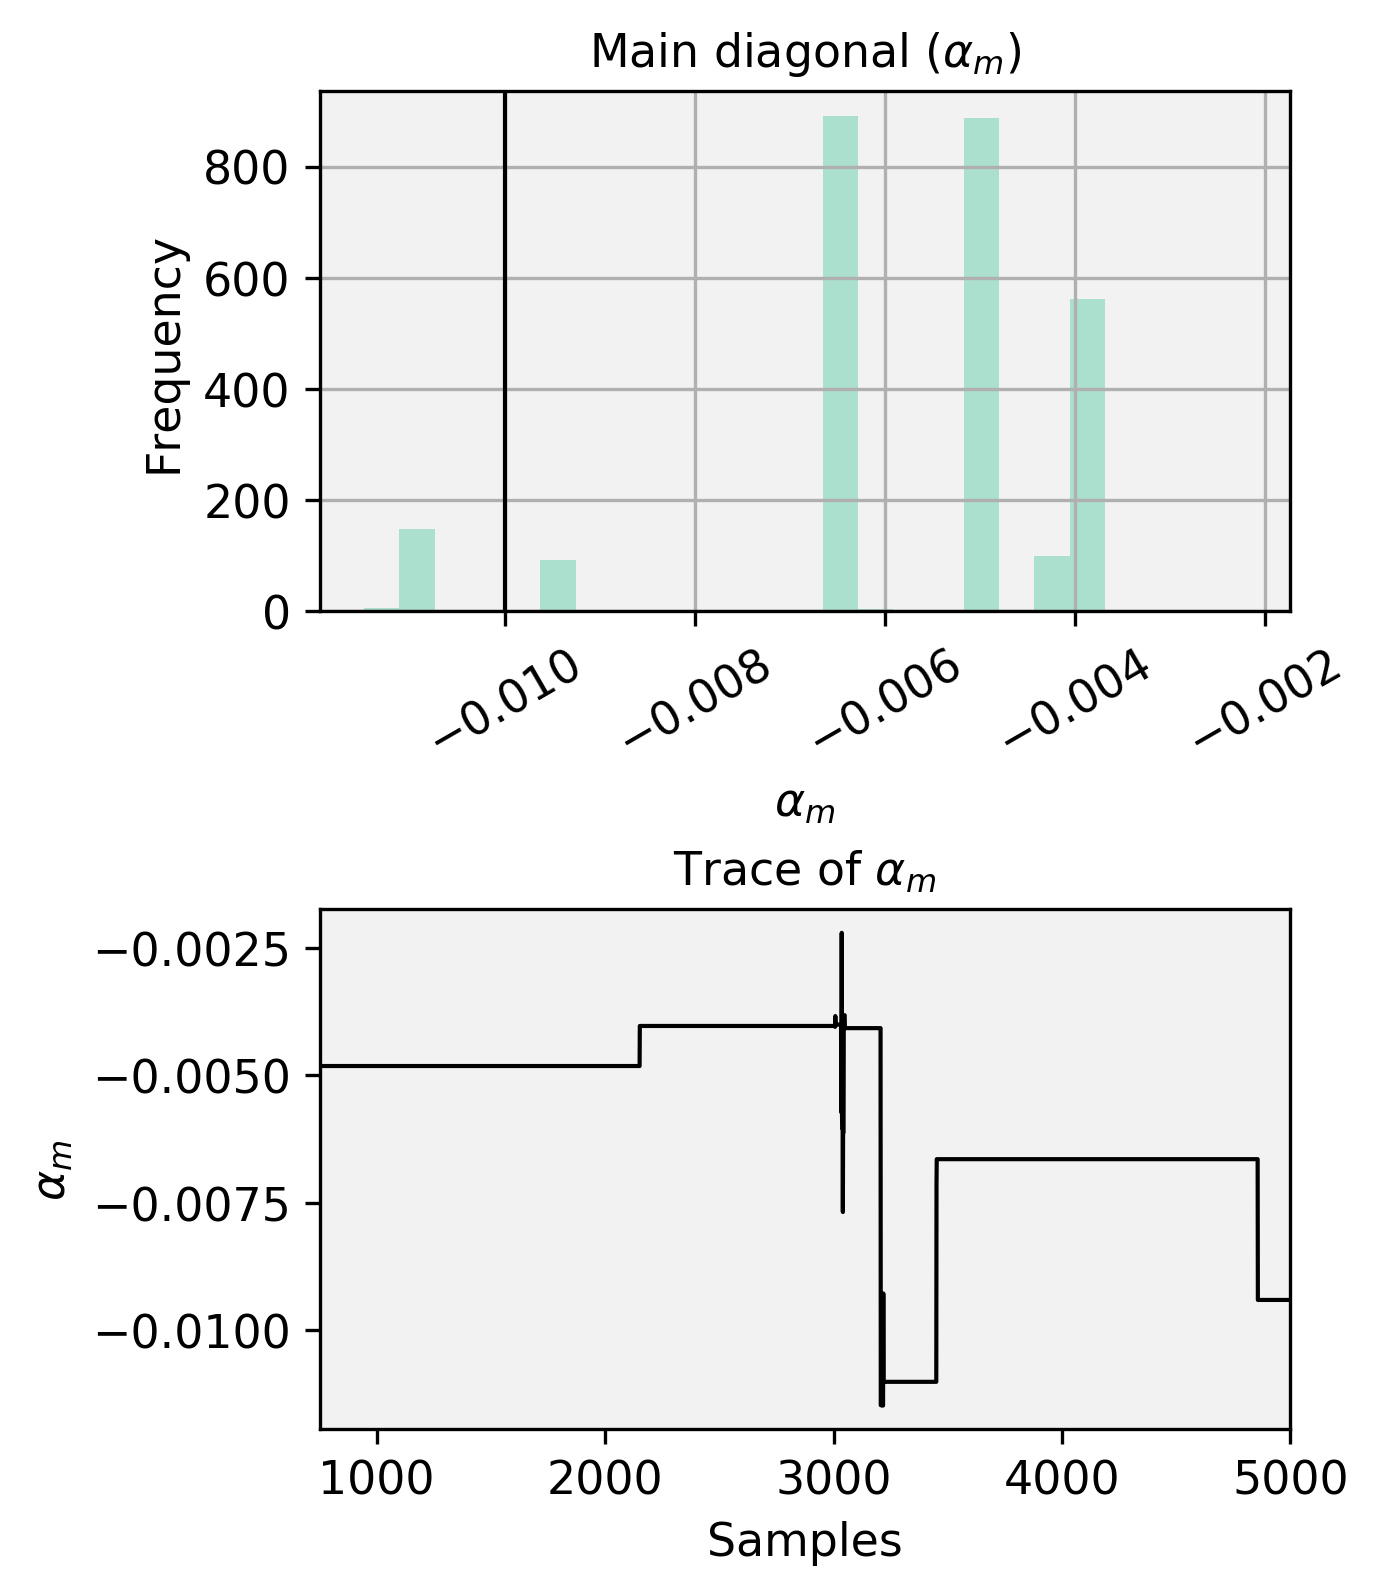 Main diagonal (αₘ)
800
600
400
200
0
Frequency
−0.010 −0.008 −0.006 −0.004 −0.002
αₘ
Trace of αₘ
−0.0025
−0.0050
−0.0075
−0.0100
αₘ
1000 2000 3000 4000 5000
Samples